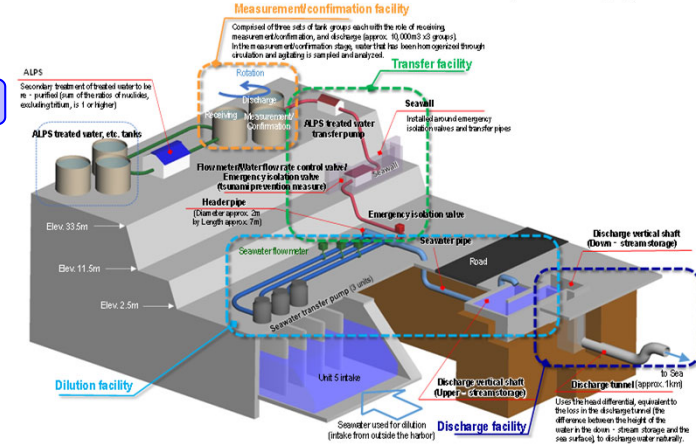 Measurement/confirmation facility
Comprised of three sets of tank groups each with the role of receiving,
measurement/confirmation, and discharge (approx. 10,000m3 x3 groups).
In the measurement/confirmation stage, water that has been homogenized through
circulation and agitating is sampled and analyzed.
Transfer facility
ALPS
Secondary treatment of treated water to be
re - purified (sum of the ratios of nuclides,
excluding tritium, is 1 or higher)
Rotation
Discharge
Receiving
Measurement/
Confirmation
ALPS treated water
transfer pump
Seawall
Installed around emergency
isolation valves and transfer pipes
ALPS treated water, etc. tanks
Seawall
Flow meter/Water flow rate control valve/
Emergency isolation valve
(tsunami prevention measure)
Header pipe
(Diameter approx. 2m
by Length approx. 7m)
Emergency isolation valve
Elev. 33.5m
Seawater flow meter
Seawater pipe
Discharge vertical shaft
(Down - stream storage)
Road
Elev. 11.5m
Elev. 2.5m
Seawater transfer pump (3 units)
Unit 5 intake
Dilution facility
to Sea
Discharge vertical shaft
(Upper - stream storage)
Discharge tunnel (approx. 1km)
Uses the head differential, equivalent to
the loss in the discharge tunnel (the
difference between the height of the
water in the down - stream storage and the
sea surface), to discharge water naturally.
Seawater used for dilution
(intake from outside the harbor)
Discharge facility